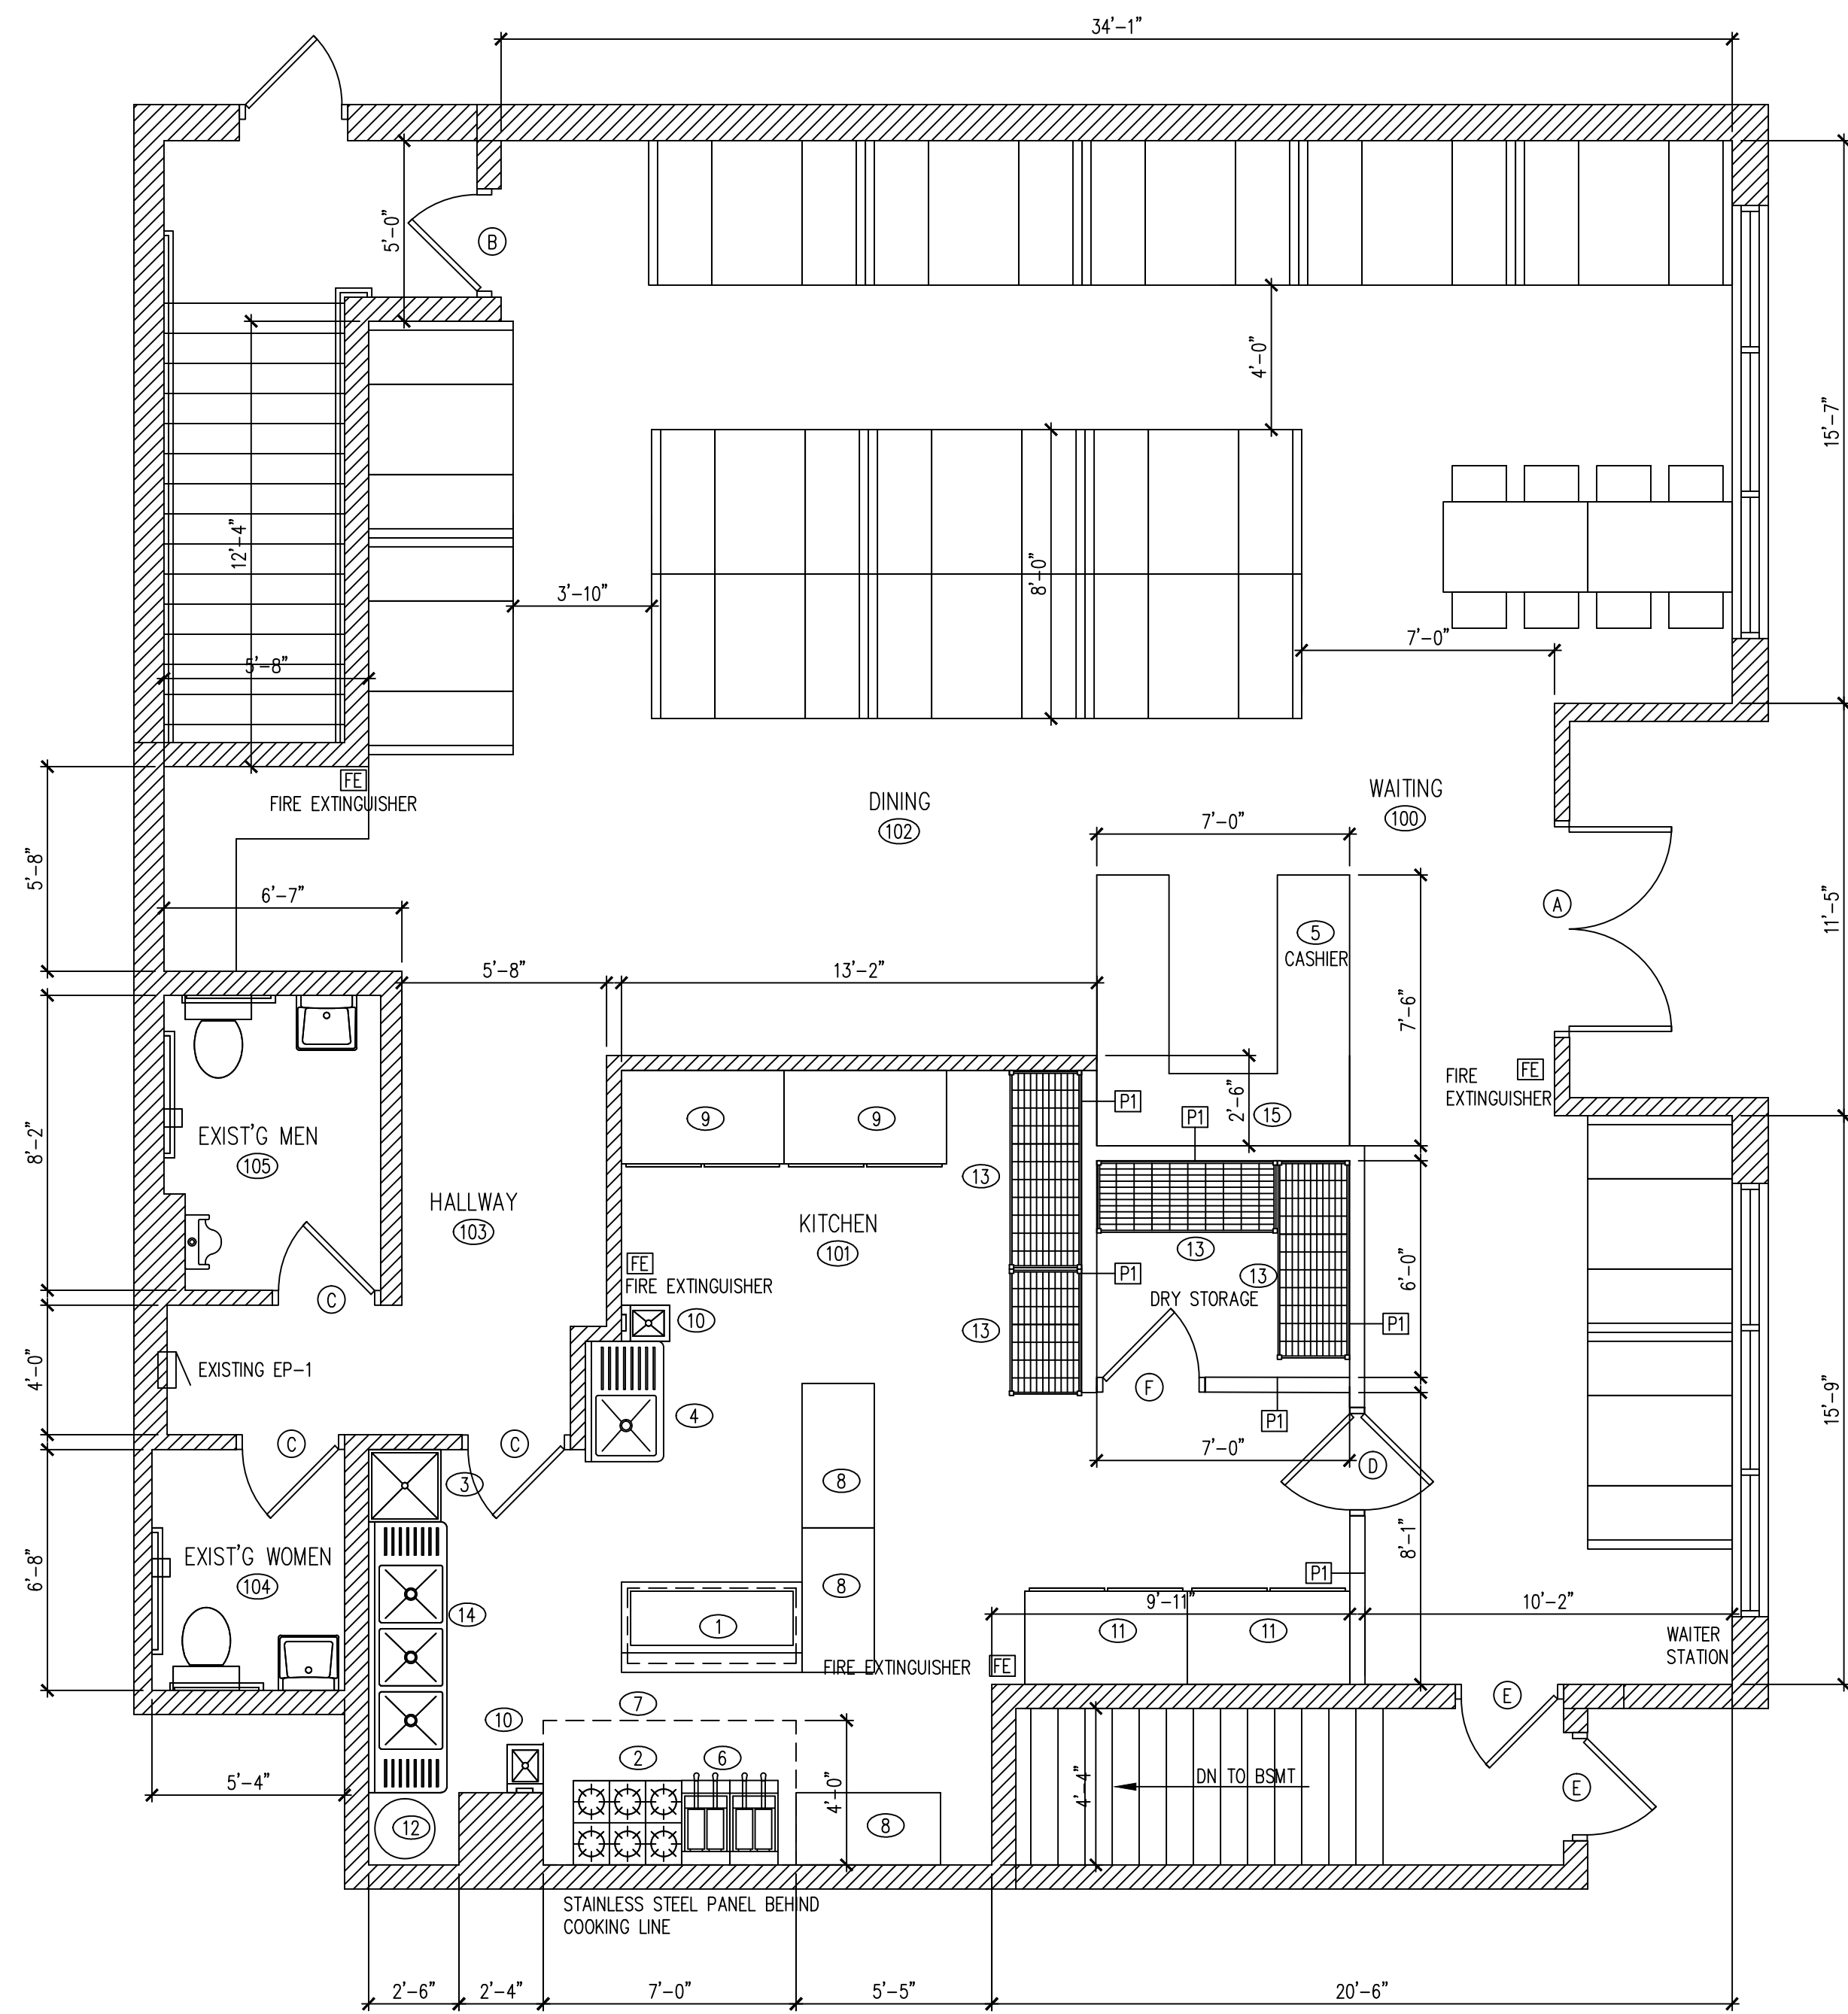 34’-1”
5’-0”
B
4’-0”
15’-7”
12’-4”
8’-0”
3’-10”
7’-0”
5’-8”
FE
FIRE EXTINGUISHER
DINING
102
WAITING
100
7’-0”
5’-8”
6’-7”
A
11’-5”
5
CASHIER
5’-8”
13’-2”
7’-6”
FIRE
EXTINGUISHER
FE
2’-6”
15
P1
P1
9
9
8’-2”
EXIST’G MEN
105
HALLWAY
103
KITCHEN
101
13
13
13
6’-0”
FE
FIRE EXTINGUISHER
P1
DRY STORAGE
C
10
13
P1
4’-0”
EXISTING EP-1
F
4
P1
15’-9”
C
C
7’-0”
D
3
8
8’-1”
6’-8”
EXIST’G WOMEN
104
8
P1
14
1
9’-11”
10’-2”
11
11
WAITER
STATION
FIRE EXTINGUISHER
FE
7
10
E
2
6
5’-4”
4’-0”
4’-4”
DN TO BSMT
E
12
8
STAINLESS STEEL PANEL BEHIND
COOKING LINE
2’-6”
2’-4”
7’-0”
5’-5”
20’-6”